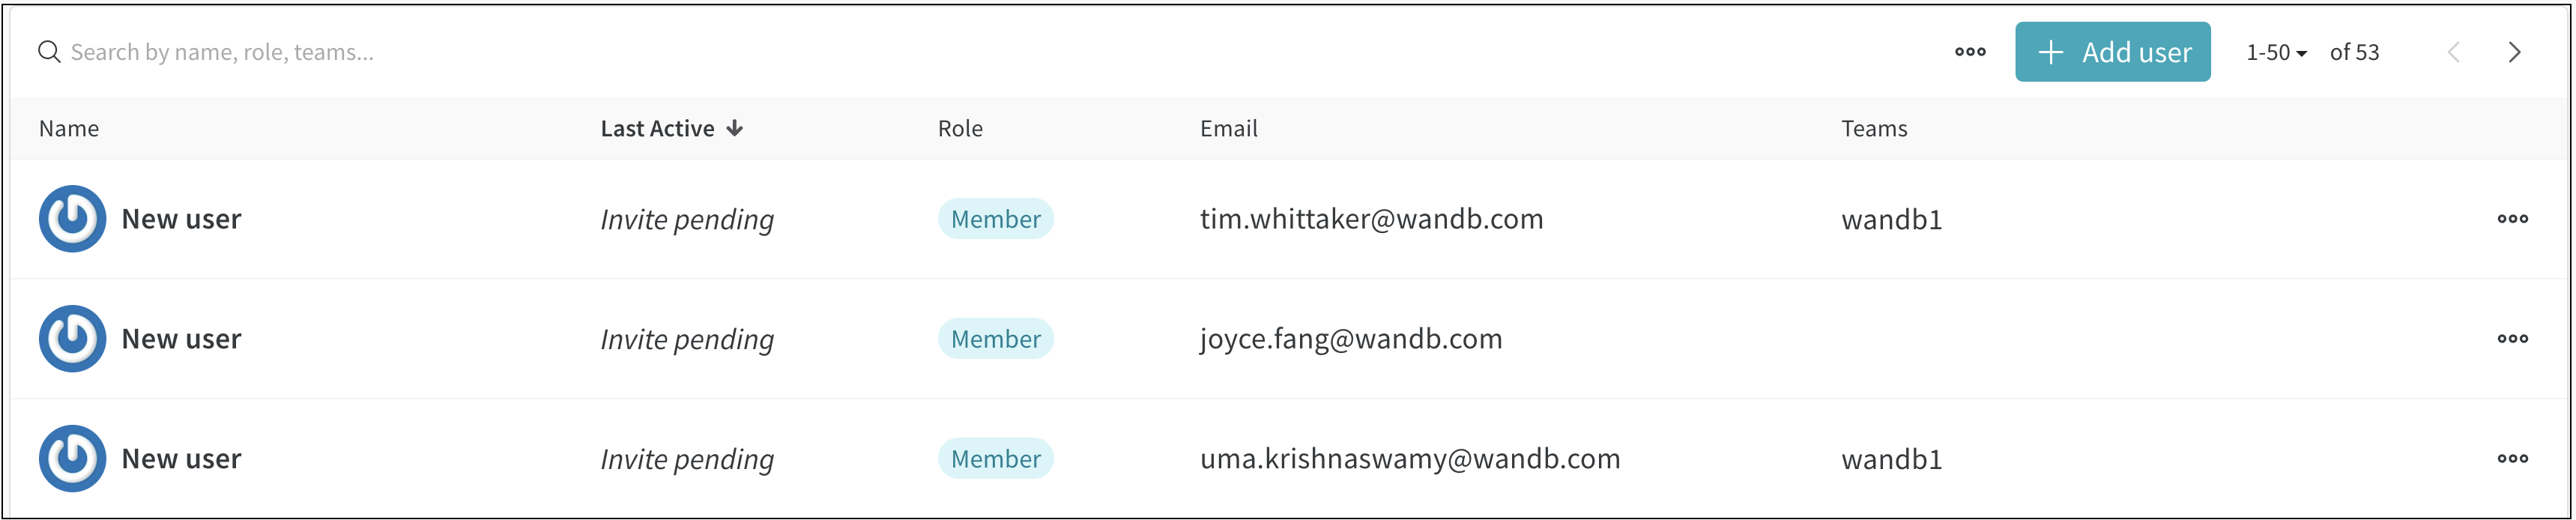 Search by name, role, teams... Add user 1-50 of 53
Name Last Active Role Email Teams
New user Invite pending Member tim.whittaker@wandb.com wandb1
New user Invite pending Member joyce.fang@wandb.com
New user Invite pending Member uma.krishnaswamy@wandb.com wandb1